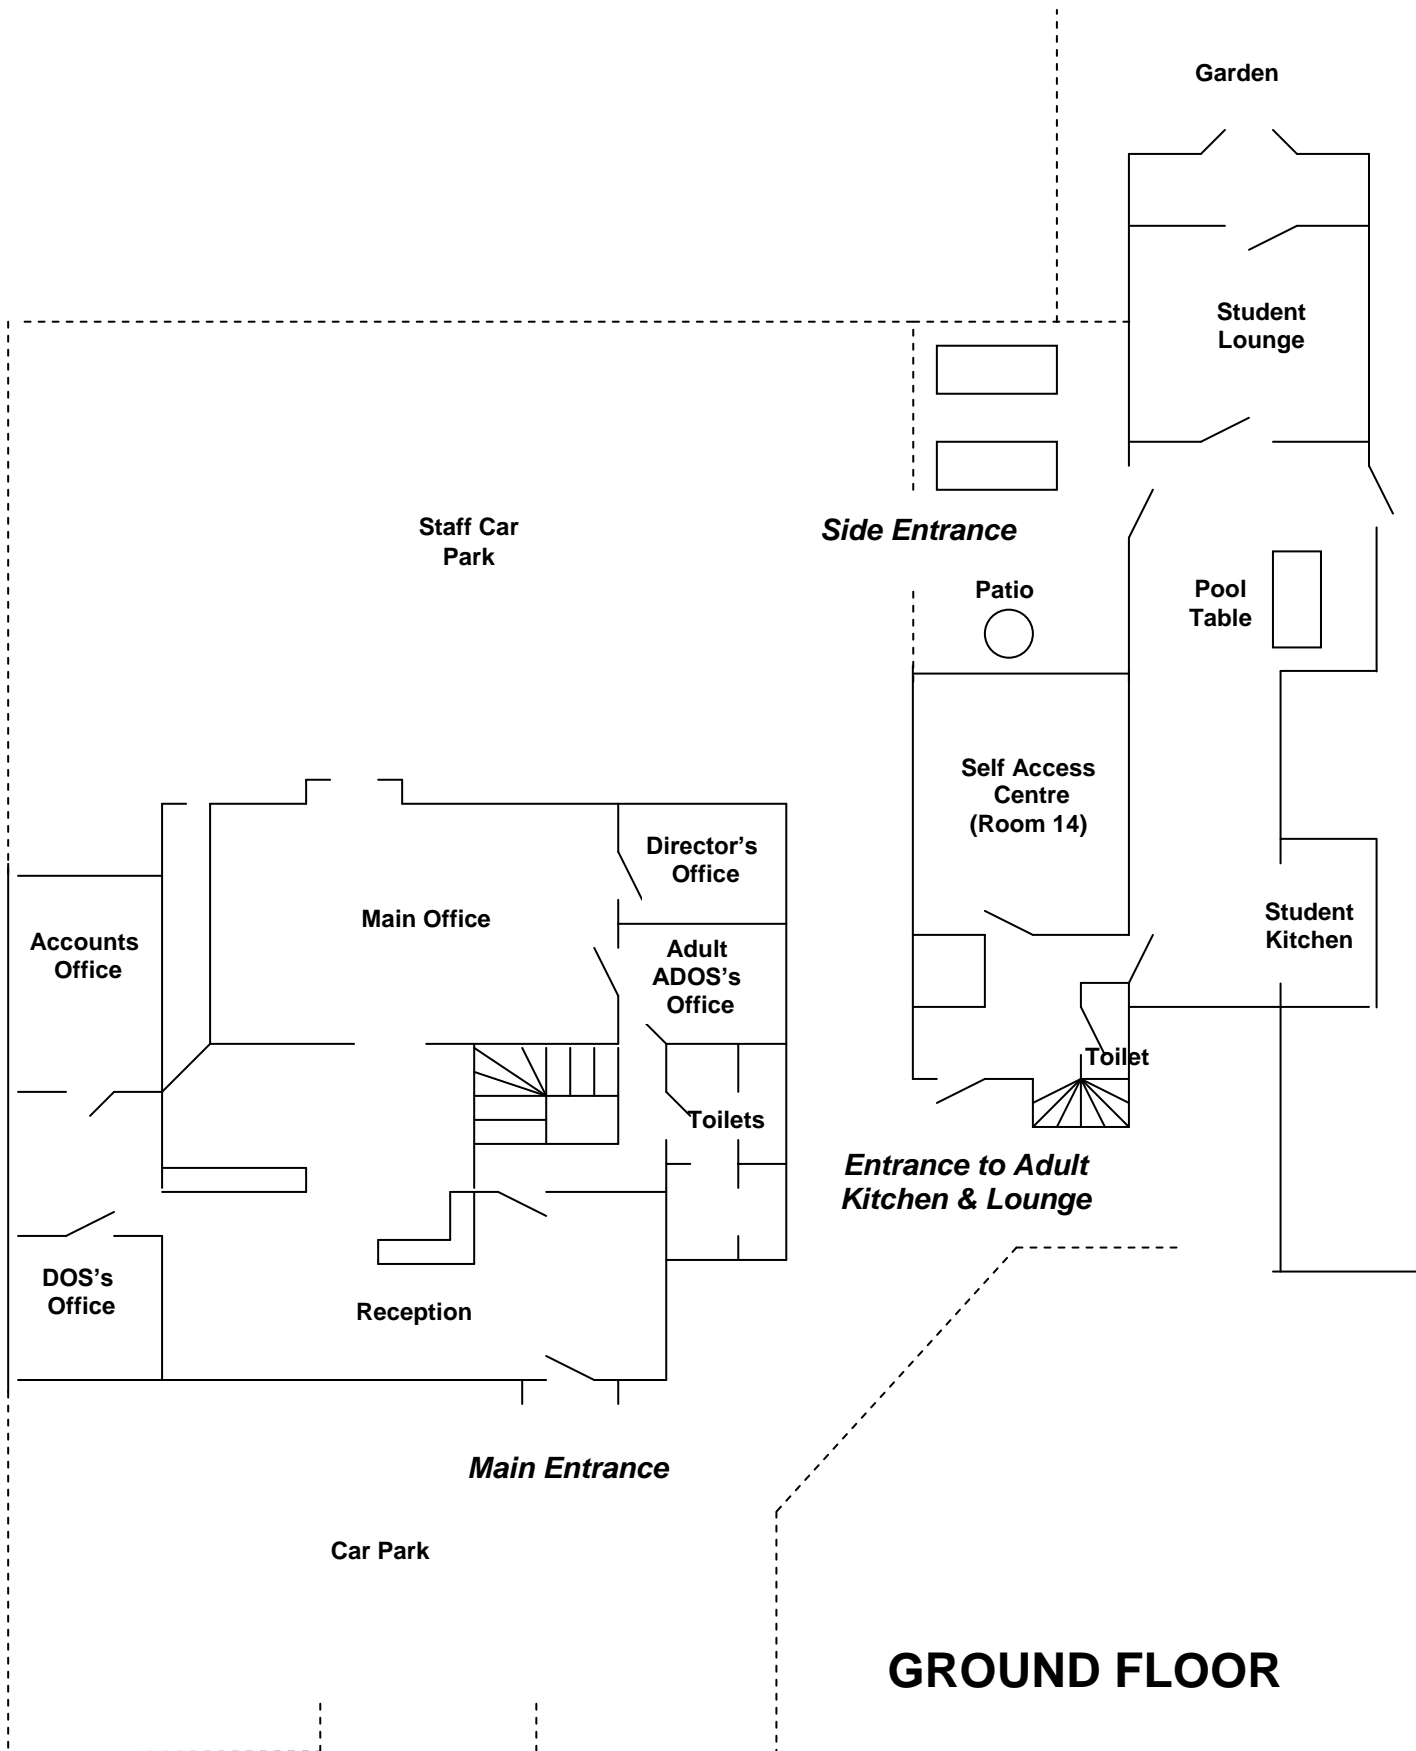 Garden
Student
Lounge
Staff Car
Park
Side Entrance
Patio
Pool
Table
Self Access
Centre
(Room 14)
Director’s
Office
Main Office
Student
Kitchen
Accounts
Office
Adult
ADOS’s
Office
Toilet
Toilets
Entrance to Adult
Kitchen & Lounge
DOS’s
Office
Reception
Main Entrance
Car Park
GROUND FLOOR